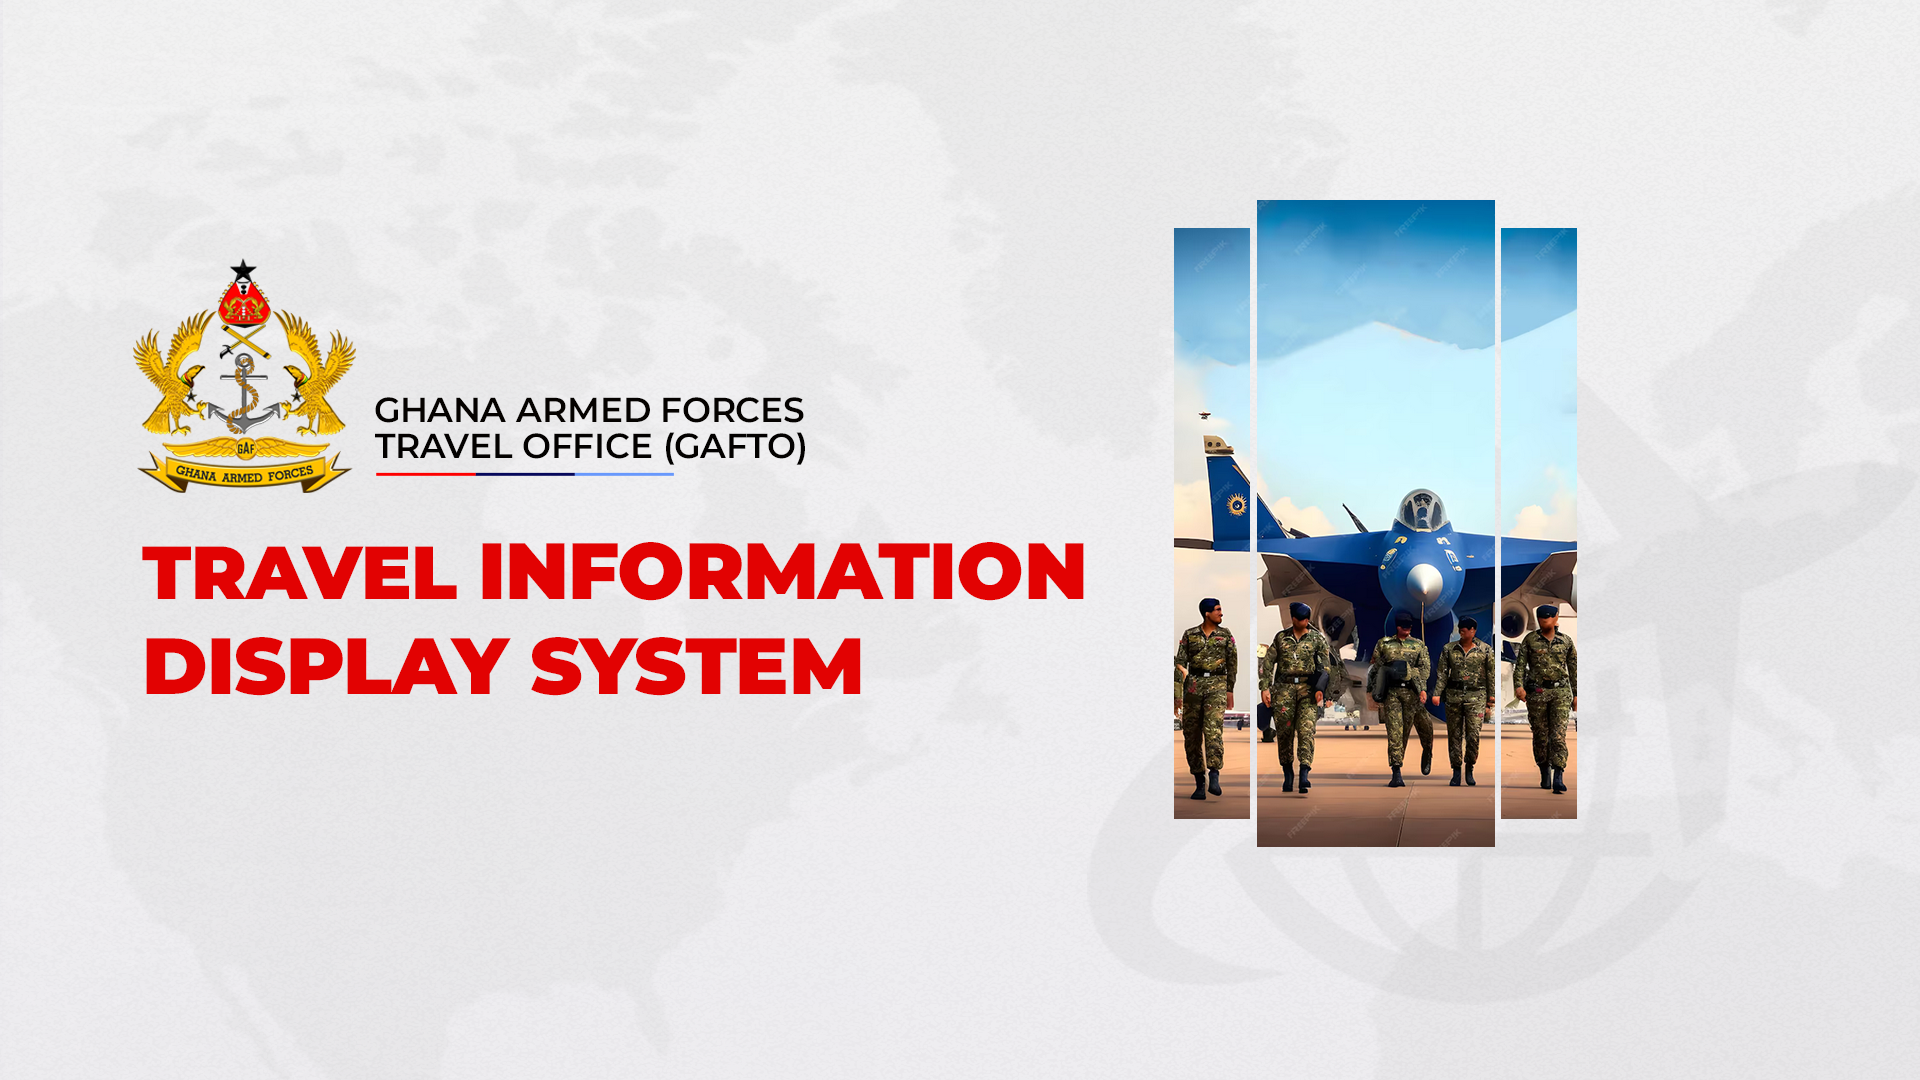 GAF
GHANA ARMED FORCES
GHANA ARMED FORCES
TRAVEL OFFICE (GAFTO)
TRAVEL INFORMATION
DISPLAY SYSTEM